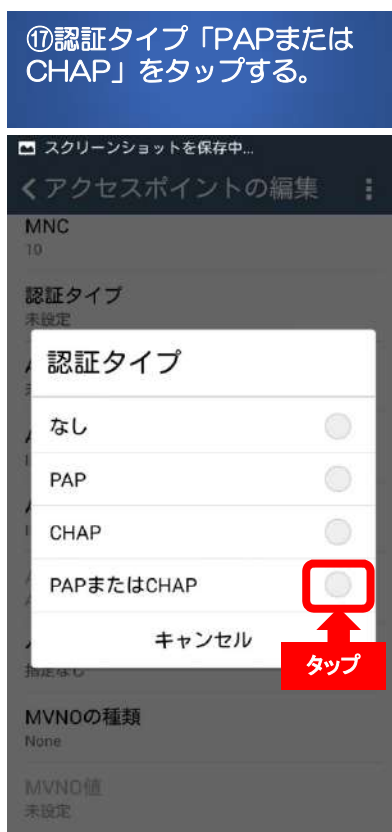 ⑰認証タイプ「PAPまたは
CHAP」をタップする。
スクリーンショットを保存中...
アクセスポイントの編集
MNC
10
認証タイプ
未設定
認証タイプ
なし
PAP
CHAP
PAPまたはCHAP
キャンセル
タップ
指定なし
MVNOの種類
None
MVNO値
未設定